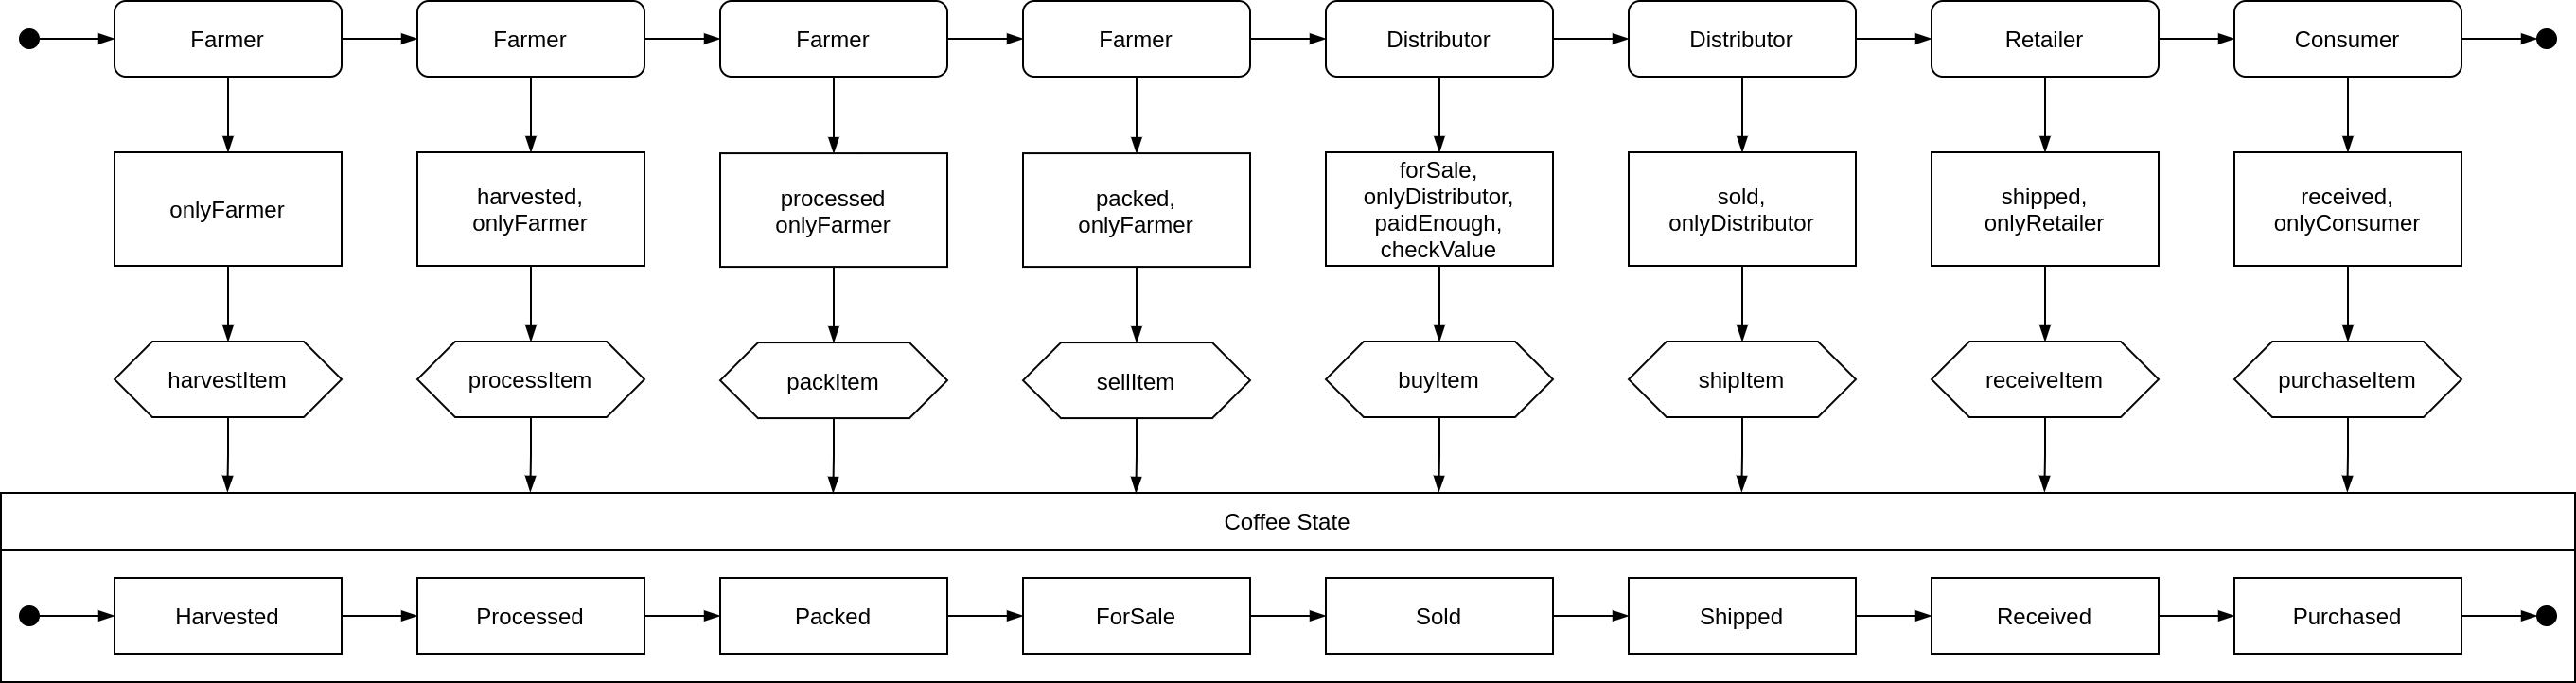 Farmer
Farmer
Farmer
Farmer
Distributor
Distributor
Retailer
Consumer
onlyFarmer
harvested,
onlyFarmer
processed
onlyFarmer
packed,
onlyFarmer
forSale,
onlyDistributor,
paidEnough,
checkValue
sold,
onlyDistributor
shipped,
onlyRetailer
received,
onlyConsumer
harvestItem
processItem
packItem
sellItem
buyItem
shipItem
receiveItem
purchaseItem
Coffee State
Harvested
Processed
Packed
ForSale
Sold
Shipped
Received
Purchased